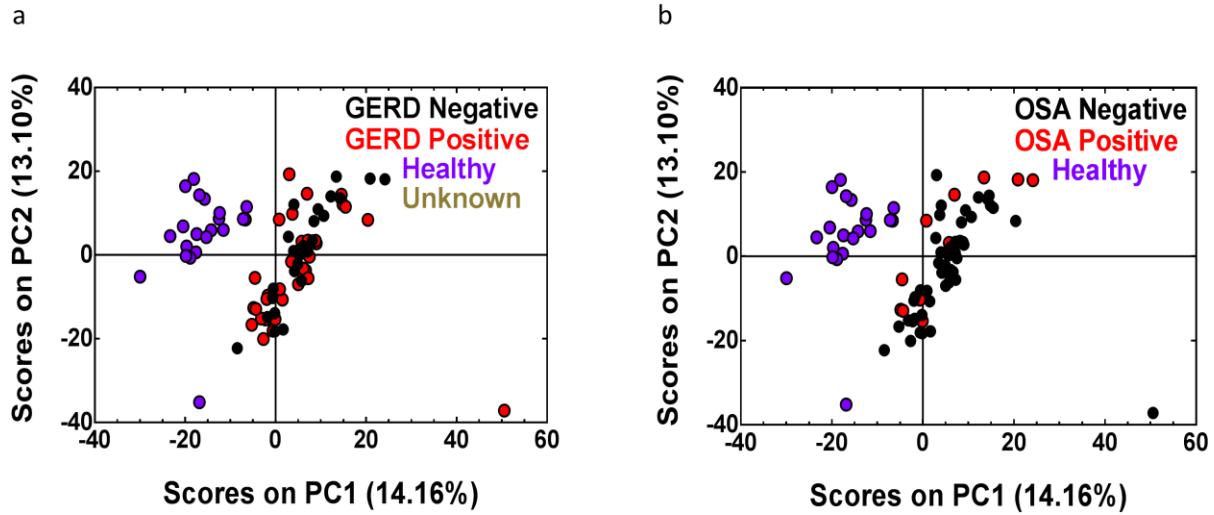 a
b
40
20
0
-20
-40
Scores on PC2 (13.10%)
GERD Negative
GERD Positive
Healthy
Unknown
-40 -20 0 20 40 60
Scores on PC1 (14.16%)
40
20
0
-20
-40
Scores on PC2 (13.10%)
OSA Negative
OSA Positive
Healthy
-40 -20 0 20 40 60
Scores on PC1 (14.16%)